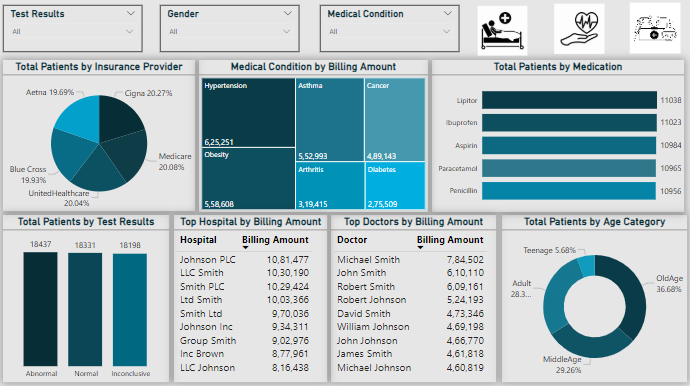 Test Results
All
Gender
All
Medical Condition
All
Total Patients by Insurance Provider
Aetna 19.69%
Cigna 20.27%
Medicare
20.08%
Blue Cross
19.93%
UnitedHealthcare
20.04%
Medical Condition by Billing Amount
Hypertension
6,25,251
Obesity
5,58,608
Asthma
5,52,993
Cancer
4,89,143
Arthritis
3,19,415
Diabetes
2,75,509
Total Patients by Medication
Lipitor 11038
Ibuprofen 11023
Aspirin 10984
Paracetamol 10965
Penicillin 10956
Total Patients by Test Results
18437 18331 18198
Abnormal Normal Inconclusive
Top Hospital by Billing Amount
Hospital Billing Amount
Johnson PLC 10,81,477
LLC Smith 10,30,190
Smith PLC 10,29,424
Ltd Smith 10,03,366
Smith Ltd 9,70,036
Johnson Inc 9,34,311
Group Smith 9,02,976
Inc Brown 8,77,961
LLC Johnson 8,16,438
Top Doctors by Billing Amount
Doctor Billing Amount
Michael Smith 7,84,502
John Smith 6,10,110
Robert Smith 6,09,161
Robert Johnson 5,24,193
David Smith 4,73,346
William Johnson 4,69,198
John Johnson 4,66,770
James Smith 4,61,818
Michael Johnson 4,60,819
Total Patients by Age Category
Teenage 5.68%
Adult
28.3...
OldAge
36.68%
MiddleAge
29.26%